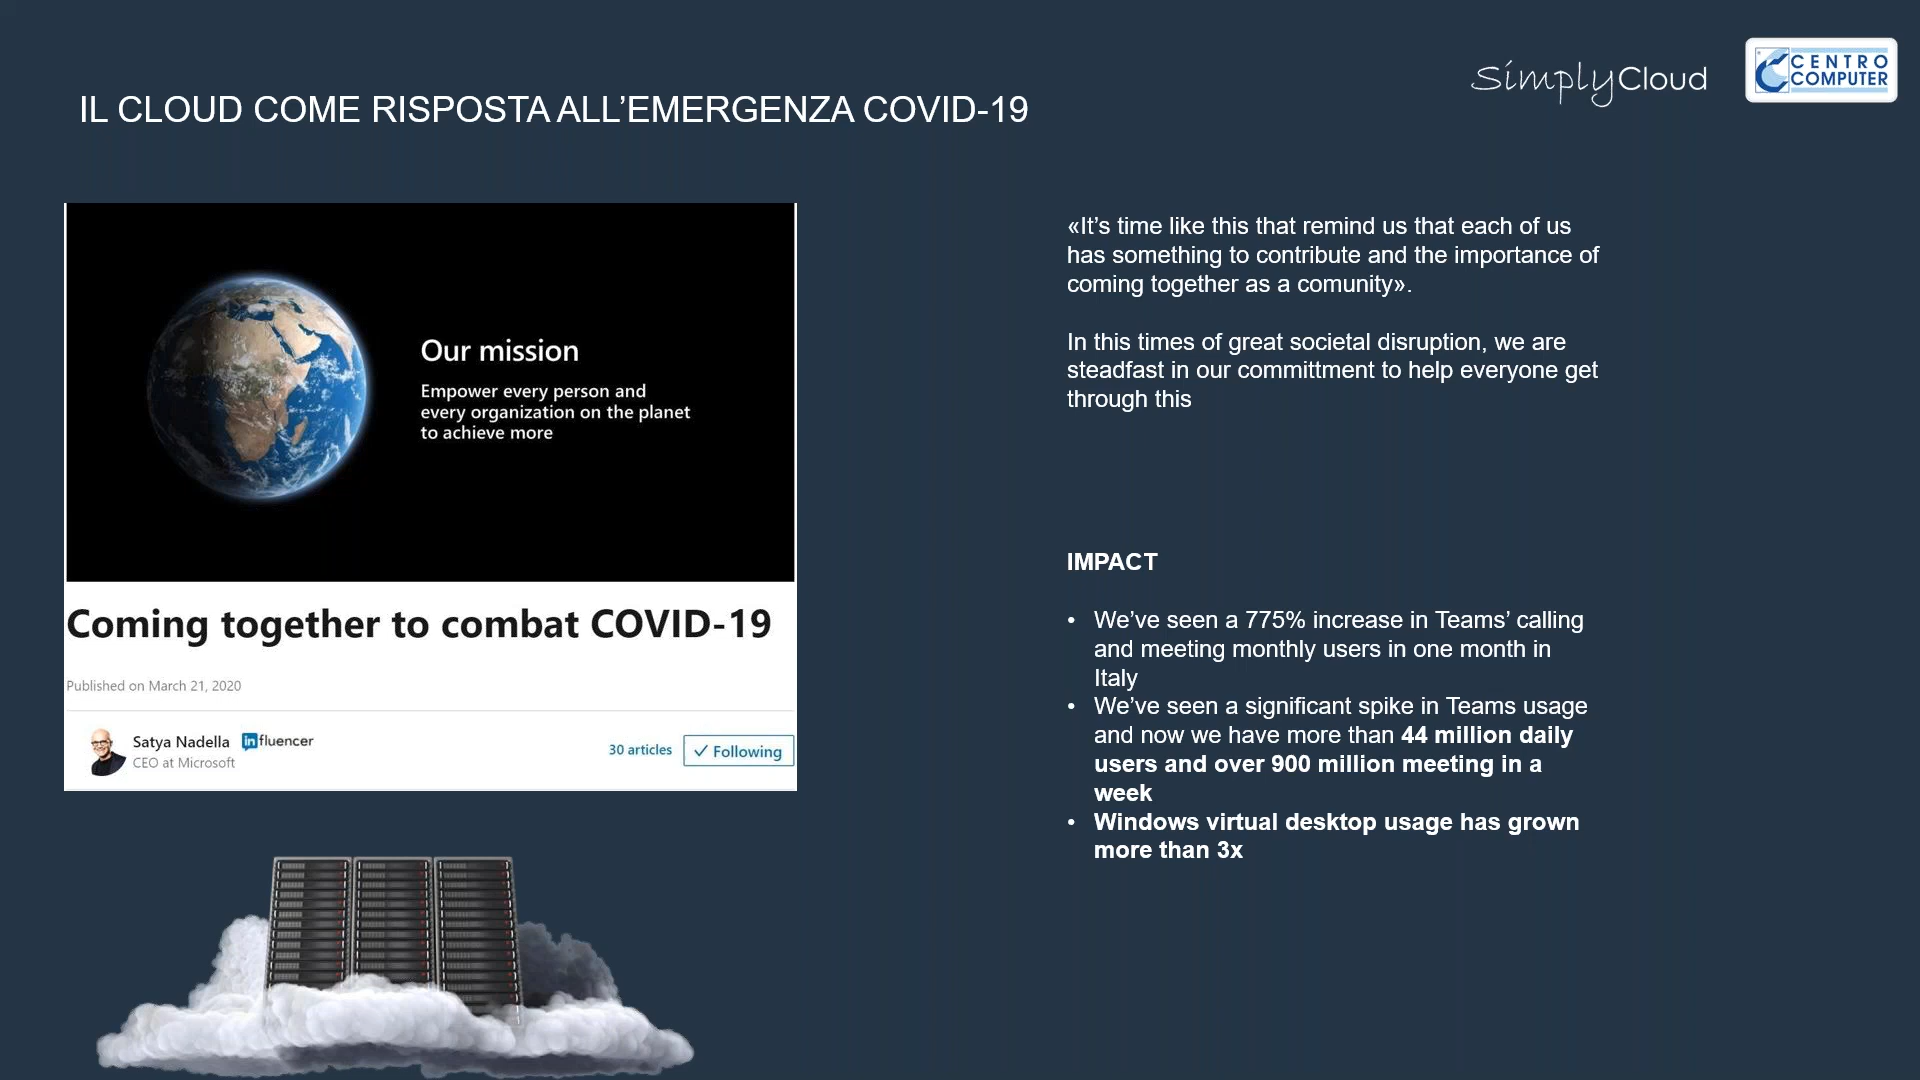 SimplyCloud
CENTRO
COMPUTER
IL CLOUD COME RISPOSTA ALL’EMERGENZA COVID-19
Our mission
Empower every person and
every organization on the planet
to achieve more
Coming together to combat COVID-19
Published on March 21, 2020
Satya Nadella influencer
CEO at Microsoft
30 articles
Following
«It’s time like this that remind us that each of us
has something to contribute and the importance of
coming together as a comunity».
In this times of great societal disruption, we are
steadfast in our committment to help everyone get
through this
IMPACT
• We’ve seen a 775% increase in Teams’ calling
and meeting monthly users in one month in
Italy
• We’ve seen a significant spike in Teams usage
and now we have more than 44 million daily
users and over 900 million meeting in a
week
• Windows virtual desktop usage has grown
more than 3x